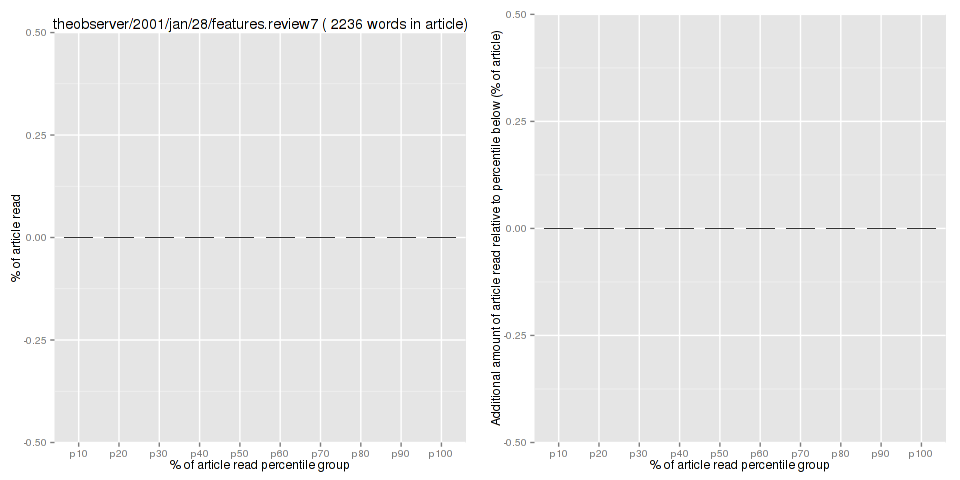 theobserver/2001/jan/28/features.review7 ( 2236 words in article)
% of article read
0.50
0.25
0.00
-0.25
-0.50
p10 p20 p30 p40 p50 p60 p70 p80 p90 p100
% of article read percentile group
Additional amount of article read relative to percentile below (% of article)
0.50
0.25
0.00
-0.25
-0.50
p10 p20 p30 p40 p50 p60 p70 p80 p90 p100
% of article read percentile group